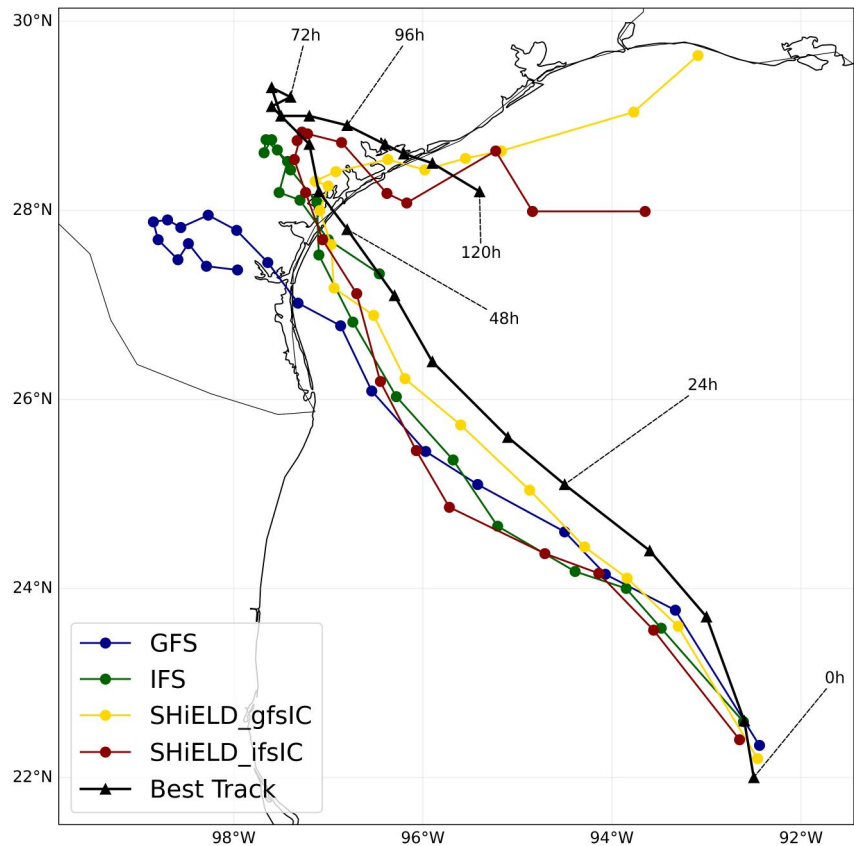 30°N
72h
96h
28°N
120h
48h
26°N
24h
24°N
GFS
IFS
SHiELD_gfsIC
SHiELD_ifsIC
Best Track
0h
22°N
98°W
96°W
94°W
92°W